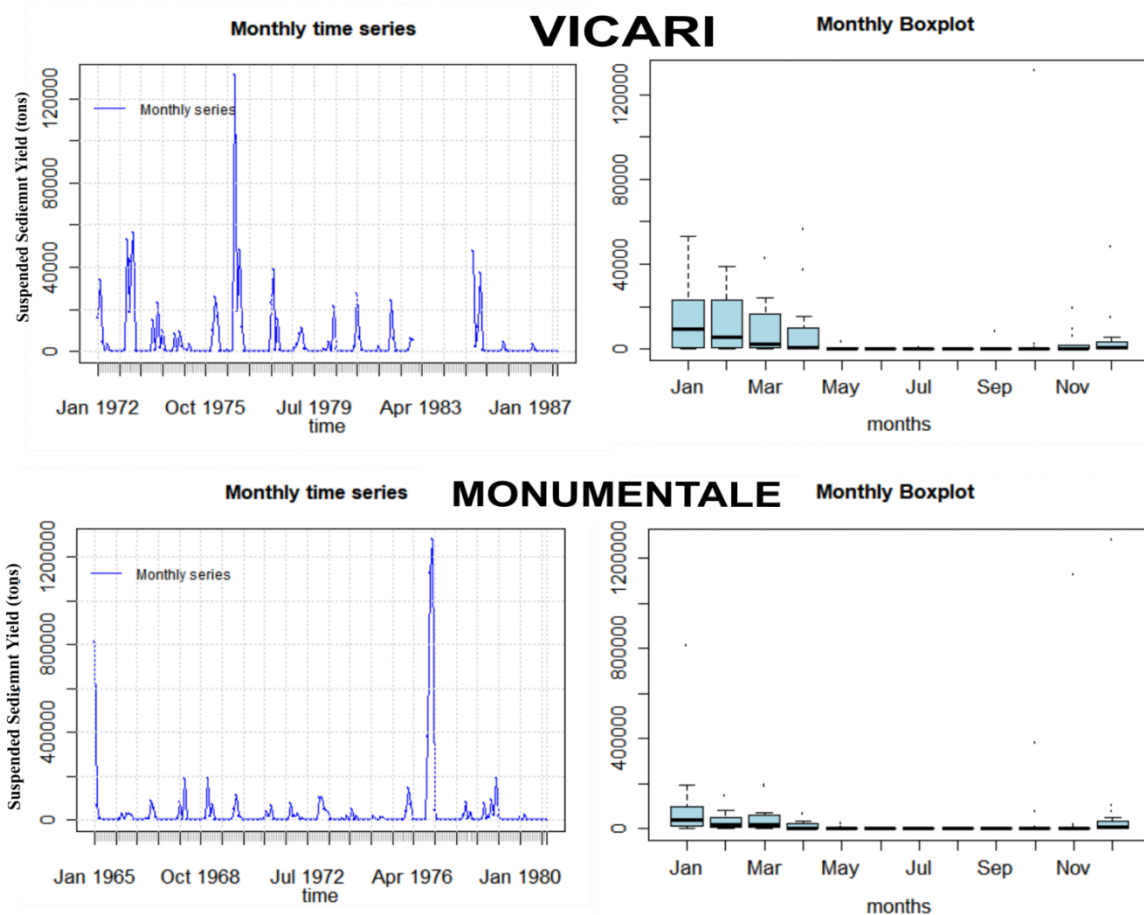 Monthly time series
VICARI
Monthly Boxplot
Suspended Sediemnt Yield (tons)
120000
80000
40000
0
Monthly series
Jan 1972 Oct 1975 Jul 1979 Apr 1983 Jan 1987
time
120000
80000
40000
0
Jan Mar May Jul Sep Nov
months
Monthly time series
MONUMENTALE
Monthly Boxplot
Suspended Sediemnt Yield (tons)
1200000
800000
400000
0
Monthly series
Jan 1965 Oct 1968 Jul 1972 Apr 1976 Jan 1980
time
1200000
800000
400000
0
Jan Mar May Jul Sep Nov
months